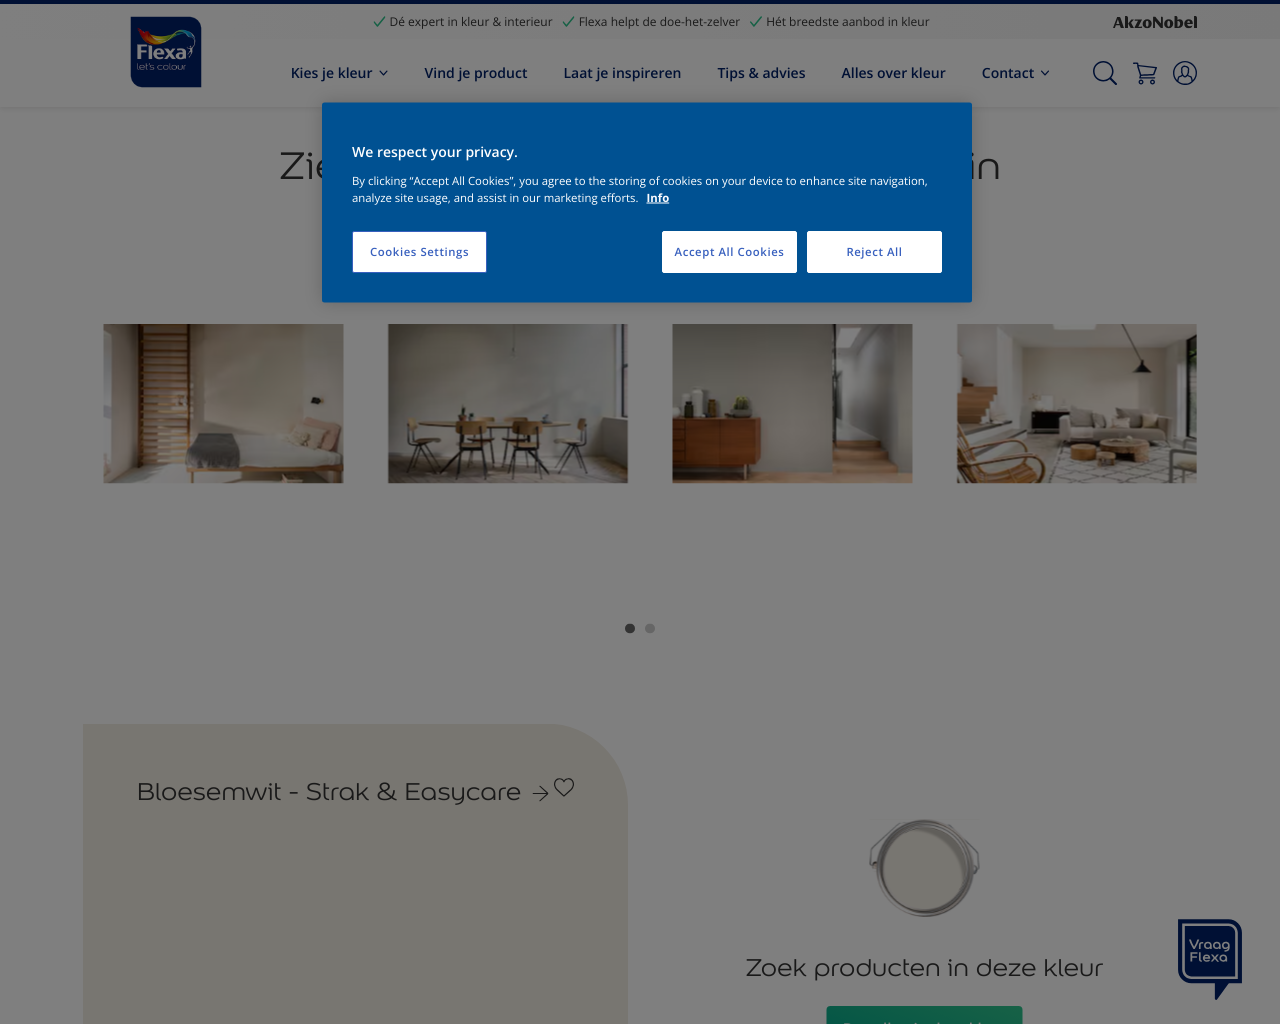 Dé expert in kleur & interieur
Flexa helpt de doe-het-zelver
Hét breedste aanbod in kleur
AkzoNobel
Flexa
let's colour
Kies je kleur
Vind je product
Laat je inspireren
Tips & advies
Alles over kleur
Contact
in
We respect your privacy.
By clicking “Accept All Cookies”, you agree to the storing of cookies on your device to enhance site navigation,
analyze site usage, and assist in our marketing efforts. Info
Cookies Settings
Accept All Cookies
Reject All
Bloesemwit - Strak & Easycare
Zoek producten in deze kleur
Vraag
Flexa